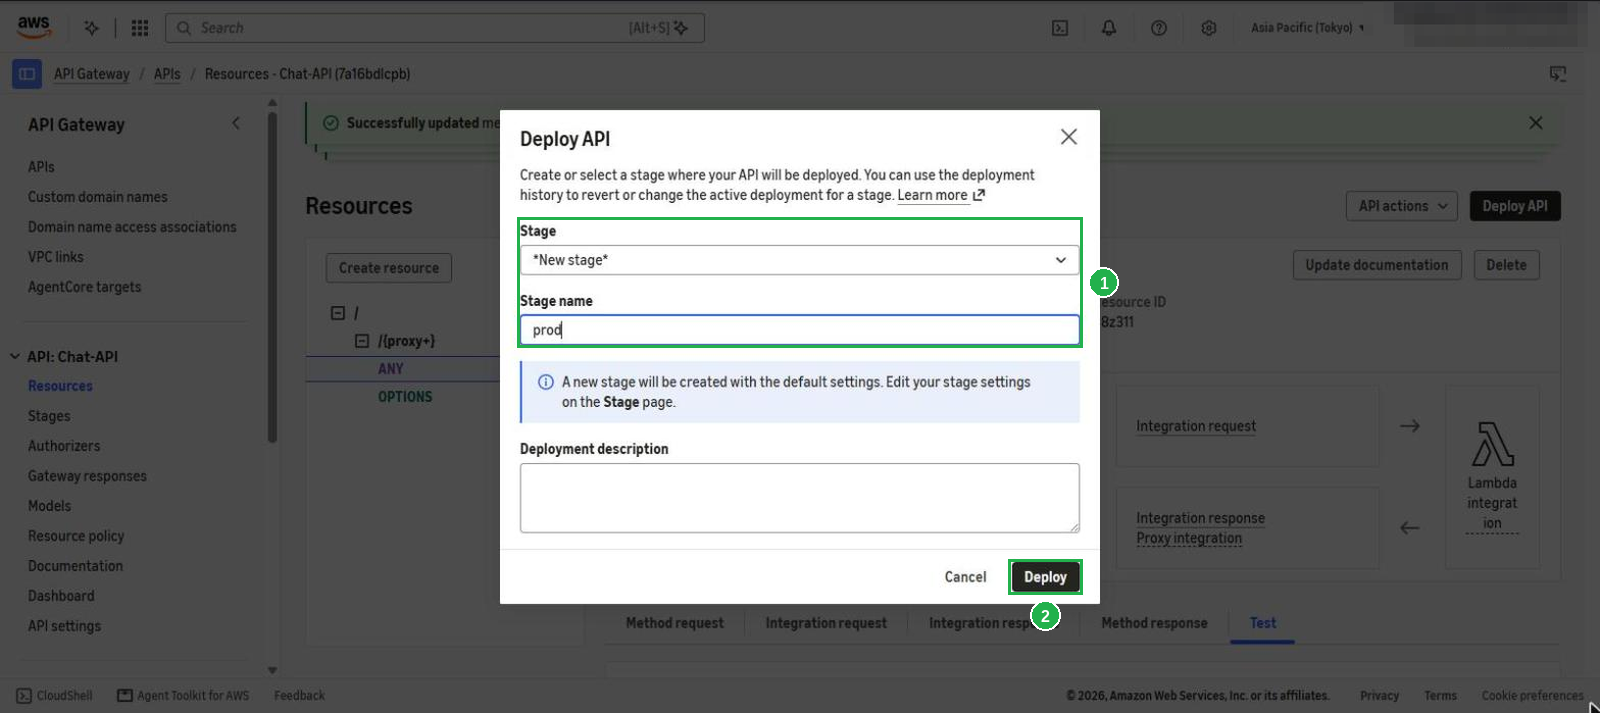 aws
Search
[Alt+S]
Asia Pacific (Tokyo)
API Gateway / APIs / Resources - Chat-API (7a16bdlcpb)
API Gateway
APIs
Custom domain names
Domain name access associations
VPC links
AgentCore targets
API: Chat-API
Resources
Stages
Authorizers
Gateway responses
Models
Resource policy
Documentation
Dashboard
API settings
Successfully updated me
Resources
API actions
Deploy API
Create resource
Update documentation
Delete
/
/{proxy+}
ANY
OPTIONS
esource ID
8z311
Integration request
Integration response
Proxy integration
Lambda
integrat
ion
Deploy API
Create or select a stage where your API will be deployed. You can use the deployment
history to revert or change the active deployment for a stage. Learn more
Stage
*New stage*
1
Stage name
prod
A new stage will be created with the default settings. Edit your stage settings
on the Stage page.
Deployment description
Cancel
Deploy
2
Method request
Integration request
Integration resp
Method response
Test
CloudShell
Agent Toolkit for AWS
Feedback
© 2026, Amazon Web Services, Inc. or its affiliates.
Privacy
Terms
Cookie preferences